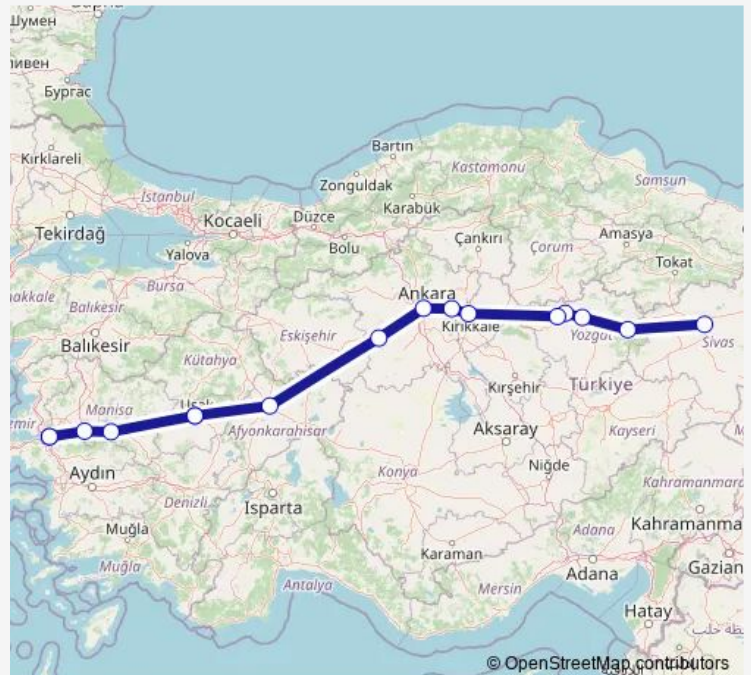 Шумен
Бургас
Kırklareli
Bartın
Kastamonu
İstanbul
Zonguldak
Samsun
Tekirdağ
Kocaeli
Düzce
Karabük
Yalova
Bolu
Çankırı
Çorum
Amasya
Tokat
Bursa
Ankara
Balıkesir
Eskişehir
Kırıkkale
Yozgat
Sivas
Balıkesir
Kütahya
Kırşehir
Türkiye
Manisa
Afyonkarahisar
Aksaray
Kayseri
Aydın
Konya
Niğde
Denizli
Isparta
Kahramanmara
Muğla
Adana
Kahramanma
Muğla
Karaman
Gazian
Antalya
Mersin
Adana
Hatay
© OpenStreetMap contributors